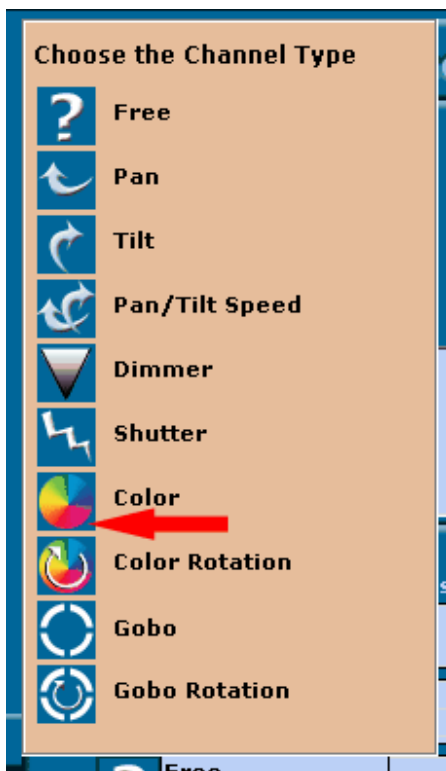 Choose the Channel Type
Free
Pan
Tilt
Pan/Tilt Speed
Dimmer
Shutter
Color
Color Rotation
Gobo
Gobo Rotation
Free